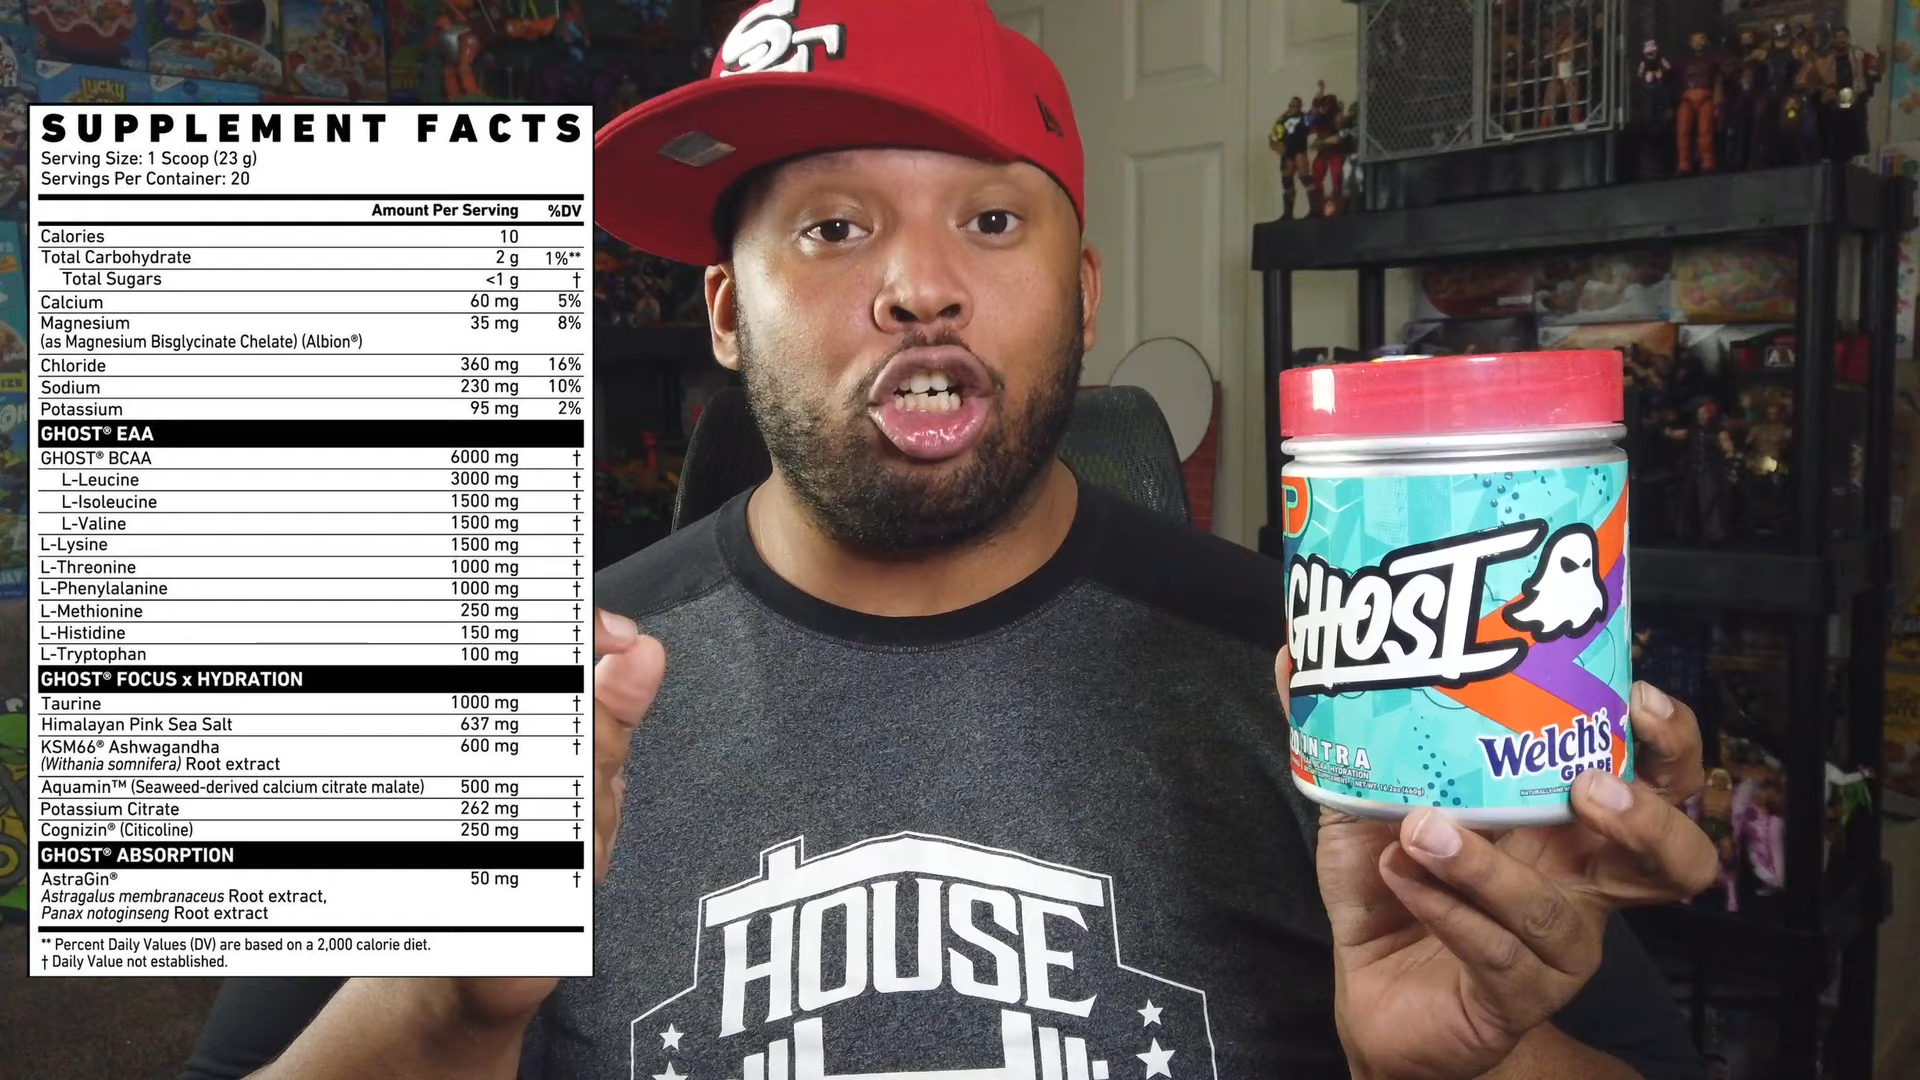 SUPPLEMENT FACTS
Serving Size: 1 Scoop (23 g)
Servings Per Container: 20
Amount Per Serving %DV
Calories 10
Total Carbohydrate 2 g 1%**
Total Sugars <1 g †
Calcium 60 mg 5%
Magnesium 35 mg 8%
(as Magnesium Bisglycinate Chelate) (Albion®)
Chloride 360 mg 16%
Sodium 230 mg 10%
Potassium 95 mg 2%
GHOST® EAA
GHOST® BCAA 6000 mg †
L-Leucine 3000 mg †
L-Isoleucine 1500 mg †
L-Valine 1500 mg †
L-Lysine 1500 mg †
L-Threonine 1000 mg †
L-Phenylalanine 1000 mg †
L-Methionine 250 mg †
L-Histidine 150 mg †
L-Tryptophan 100 mg †
GHOST® FOCUS x HYDRATION
Taurine 1000 mg †
Himalayan Pink Sea Salt 637 mg †
KSM66® Ashwagandha 600 mg †
(Withania somnifera) Root extract
Aquamin™ (Seaweed-derived calcium citrate malate) 500 mg †
Potassium Citrate 262 mg †
Cognizin® (Citicoline) 250 mg †
GHOST® ABSORPTION
AstraGin® 50 mg †
Astragalus membranaceus Root extract,
Panax notoginseng Root extract
** Percent Daily Values (DV) are based on a 2,000 calorie diet.
† Daily Value not established.
lucky
ST
GHOST
INTRA
HYDRATION
Welch's
GRAPE
HOUSE